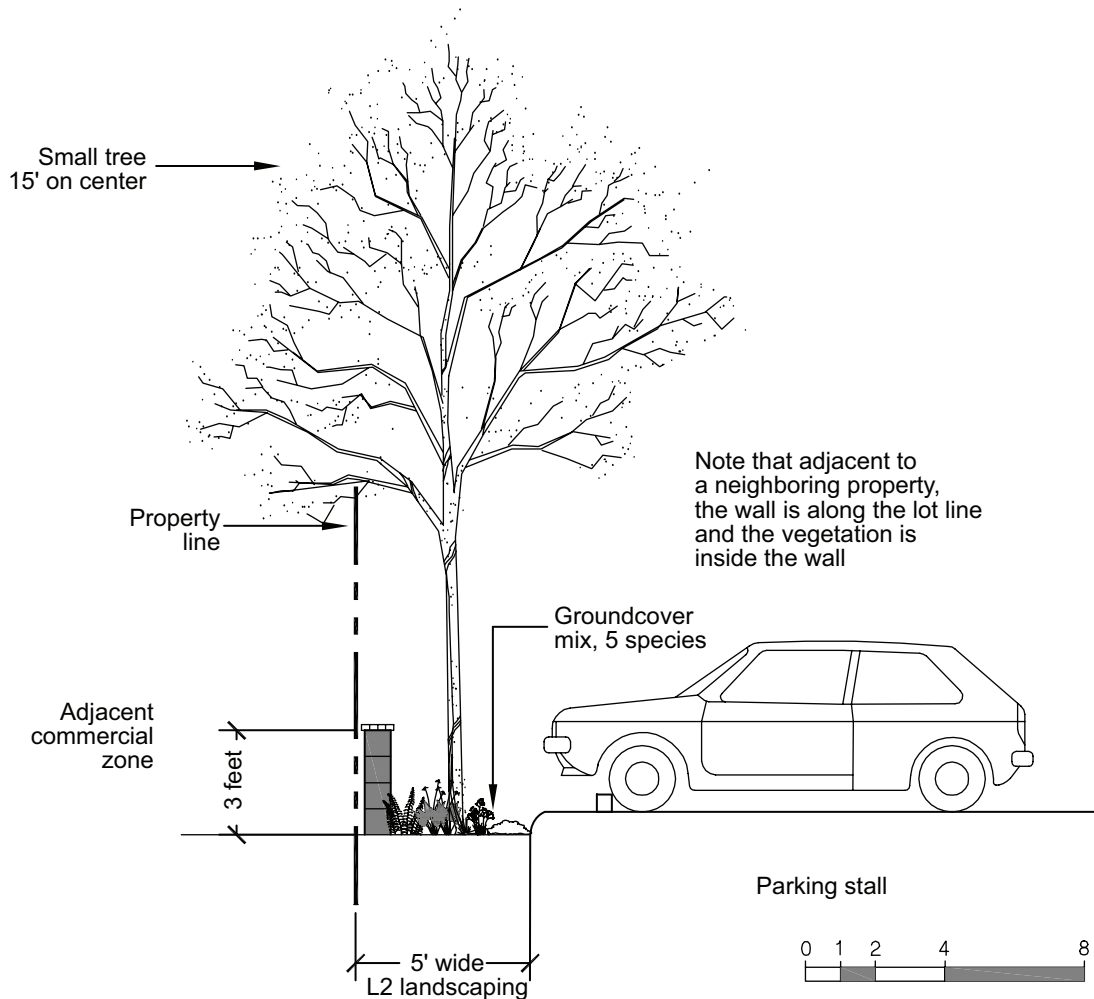 Small tree
15' on center
Note that adjacent to
a neighboring property,
the wall is along the lot line
and the vegetation is
inside the wall
Property
line
Groundcover
mix, 5 species
Adjacent
commercial
zone
3 feet
Parking stall
5' wide
L2 landscaping
0 1 2 4 8